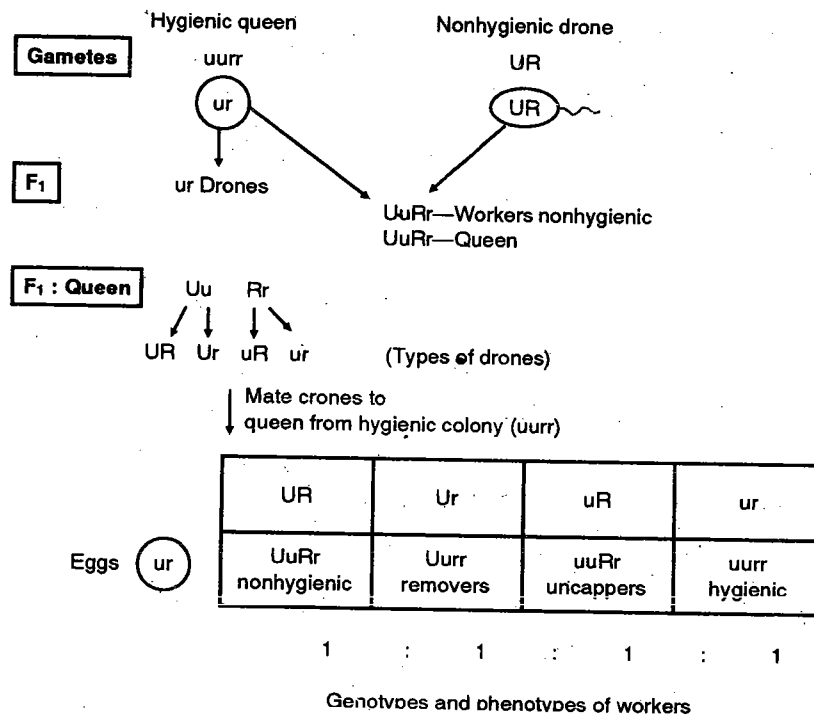 Hygienic queen
Nonhygienic drone
Gametes
uurr
UR
ur
UR
F1
ur Drones
UuRr—Workers nonhygienic
UuRr—Queen
F1 : Queen
Uu Rr
UR Ur uR ur (Types of drones)
Mate crones to
queen from hygienic colony (uurr)
UR Ur uR ur
Eggs ur
UuRr Uurr uuRr uurr
nonhygienic removers uncappers hygienic
1 : 1 : 1 : 1
Genotypes and phenotypes of workers